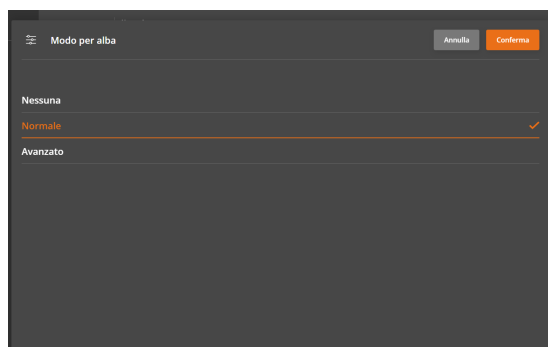 Modo per alba
Annulla
Conferma
Nessuna
Normale
Avanzato